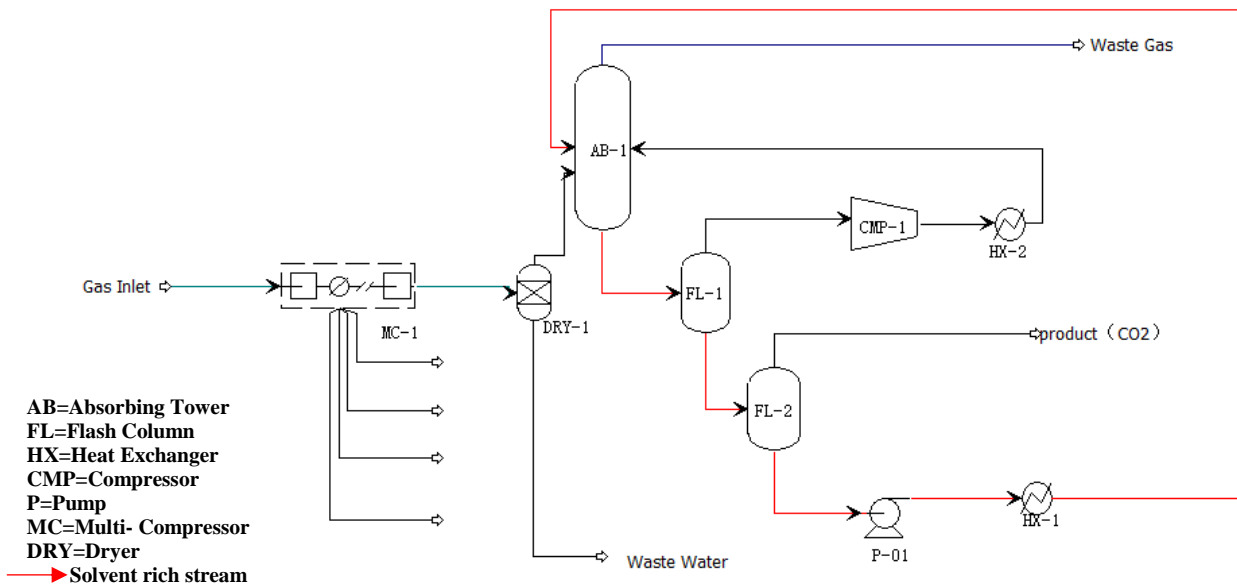 Waste Gas
AB-1
CMP-1
HX-2
Gas Inlet
FL-1
MC-1
DRY-1
product（CO2)
FL-2
AB=Absorbing Tower
FL=Flash Column
HX=Heat Exchanger
CMP=Compressor
P=Pump
MC=Multi- Compressor
DRY=Dryer
Solvent rich stream
HX-1
P-01
Waste Water